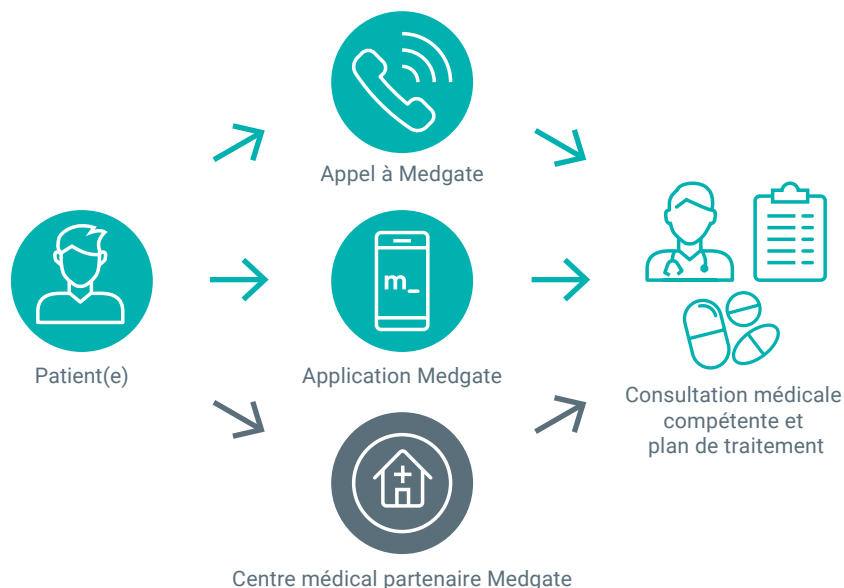 Appel à Medgate
m_
Patient(e)
Application Medgate
Consultation médicale
compétente et
plan de traitement
Centre médical partenaire Medgate